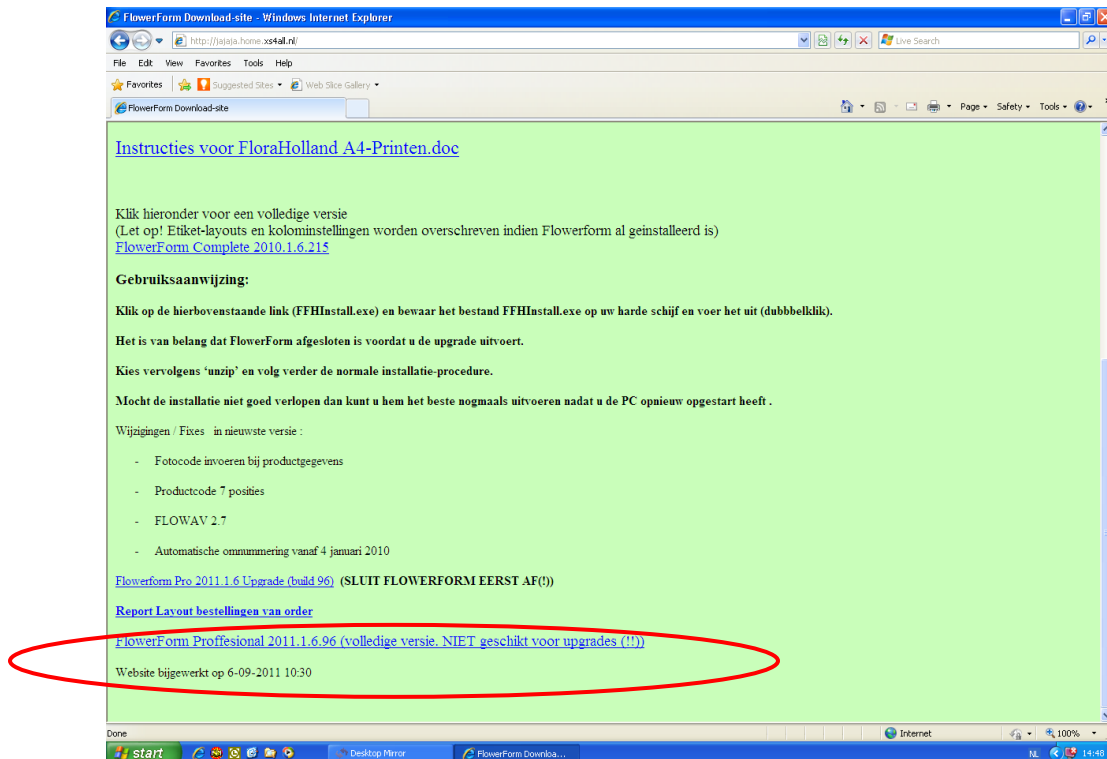 FlowerForm Download-site - Windows Internet Explorer
http://jajaja.home.xs4all.nl/
Live Search
File Edit View Favorites Tools Help
Favorites Suggested Sites Web Slice Gallery
FlowerForm Download-site
Page Safety Tools
Instructies voor FloraHolland A4-Printen.doc
Klik hieronder voor een volledige versie
(Let op! Etiket-layouts en kolominstellingen worden overschreven indien Flowerform al geinstalleerd is)
FlowerForm Complete 2010.1.6.215
Gebruiksaanwijzing:
Klik op de hierbovenstaande link (FFHInstall.exe) en bewaar het bestand FFHInstall.exe op uw harde schijf en voer het uit (dubbbelklik).
Het is van belang dat FlowerForm afgesloten is voordat u de upgrade uitvoert.
Kies vervolgens ‘unzip’ en volg verder de normale installatie-procedure.
Mocht de installatie niet goed verlopen dan kunt u hem het beste nogmaals uitvoeren nadat u de PC opnieuw opgestart heeft .
Wijzigingen / Fixes in nieuwste versie :
- Fotocode invoeren bij productgegevens
- Productcode 7 posities
- FLOWAV 2.7
- Automatische omnummering vanaf 4 januari 2010
Flowerform Pro 2011.1.6 Upgrade (build 96) (SLUIT FLOWERFORM EERST AF(!))
Report Layout bestellingen van order
FlowerForm Proffesional 2011.1.6.96 (volledige versie. NIET geschikt voor upgrades (!!))
Website bijgewerkt op 6-09-2011 10:30
Done Internet 100%
start Desktop Mirror FlowerForm Downloa... NL 14:48